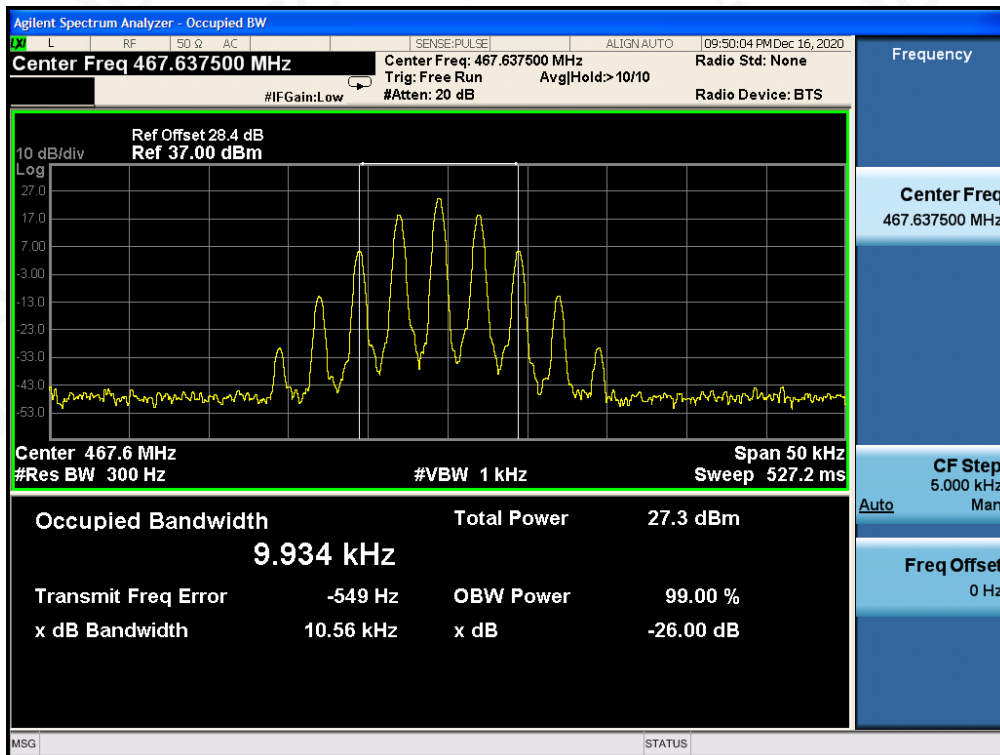 Agilent Spectrum Analyzer - Occupied BW
LXI L RF 50 Ω AC SENSE:PULSE ALIGN AUTO 09:50:04 PM Dec 16, 2020
Center Freq 467.637500 MHz
Center Freq: 467.637500 MHz
Radio Std: None
Trig: Free Run Avg|Hold:> 10/10
#IFGain:Low
#Atten: 20 dB
Radio Device: BTS
Ref Offset 28.4 dB
10 dB/div Ref 37.00 dBm
Log
27.0
17.0
7.00
-3.00
-13.0
-23.0
-33.0
-43.0
-53.0
Center 467.6 MHz Span 50 kHz
#Res BW 300 Hz #VBW 1 kHz Sweep 527.2 ms
Occupied Bandwidth Total Power 27.3 dBm
9.934 kHz
Transmit Freq Error -549 Hz OBW Power 99.00 %
x dB Bandwidth 10.56 kHz x dB -26.00 dB
MSG STATUS
Frequency
Center Freq
467.637500 MHz
CF Step
5.000 kHz
Auto Man
Freq Offset
0 Hz